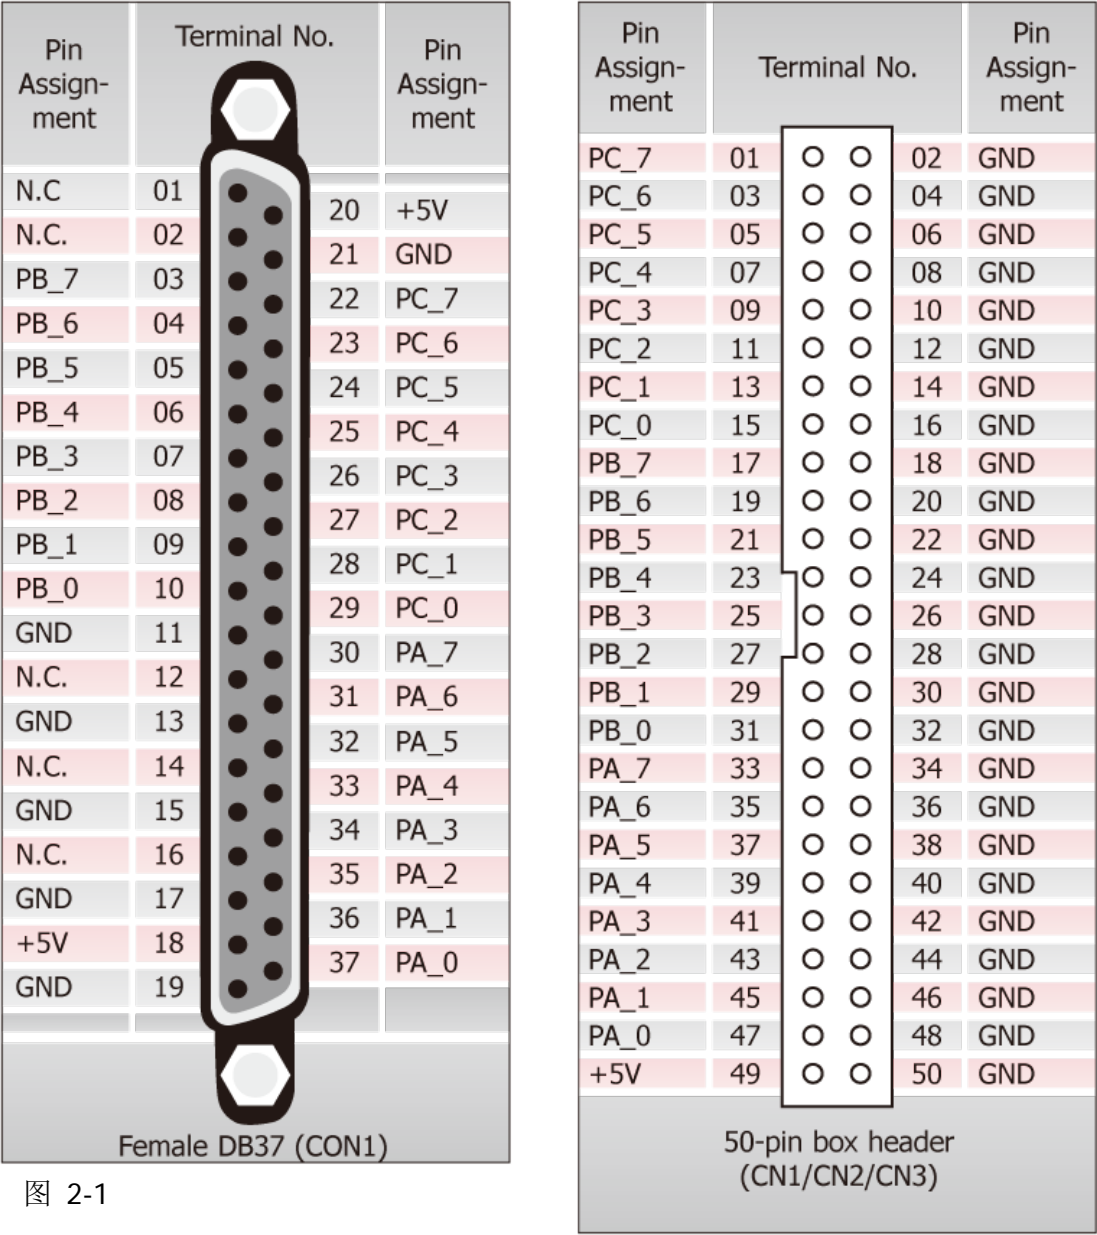 Pin Assign-ment Terminal No. Pin Assign-ment
N.C 01
20 +5V
N.C. 02
21 GND
PB_7 03
22 PC_7
PB_6 04
23 PC_6
PB_5 05
24 PC_5
PB_4 06
25 PC_4
PB_3 07
26 PC_3
PB_2 08
27 PC_2
PB_1 09
28 PC_1
PB_0 10
29 PC_0
GND 11
30 PA_7
N.C. 12
31 PA_6
GND 13
32 PA_5
N.C. 14
33 PA_4
GND 15
34 PA_3
N.C. 16
35 PA_2
GND 17
36 PA_1
+5V 18
37 PA_0
GND 19
Female DB37 (CON1)
图 2-1
Pin Assign-ment Terminal No. Pin Assign-ment
PC_7 01 02 GND
PC_6 03 04 GND
PC_5 05 06 GND
PC_4 07 08 GND
PC_3 09 10 GND
PC_2 11 12 GND
PC_1 13 14 GND
PC_0 15 16 GND
PB_7 17 18 GND
PB_6 19 20 GND
PB_5 21 22 GND
PB_4 23 24 GND
PB_3 25 26 GND
PB_2 27 28 GND
PB_1 29 30 GND
PB_0 31 32 GND
PA_7 33 34 GND
PA_6 35 36 GND
PA_5 37 38 GND
PA_4 39 40 GND
PA_3 41 42 GND
PA_2 43 44 GND
PA_1 45 46 GND
PA_0 47 48 GND
+5V 49 50 GND
50-pin box header
(CN1/CN2/CN3)